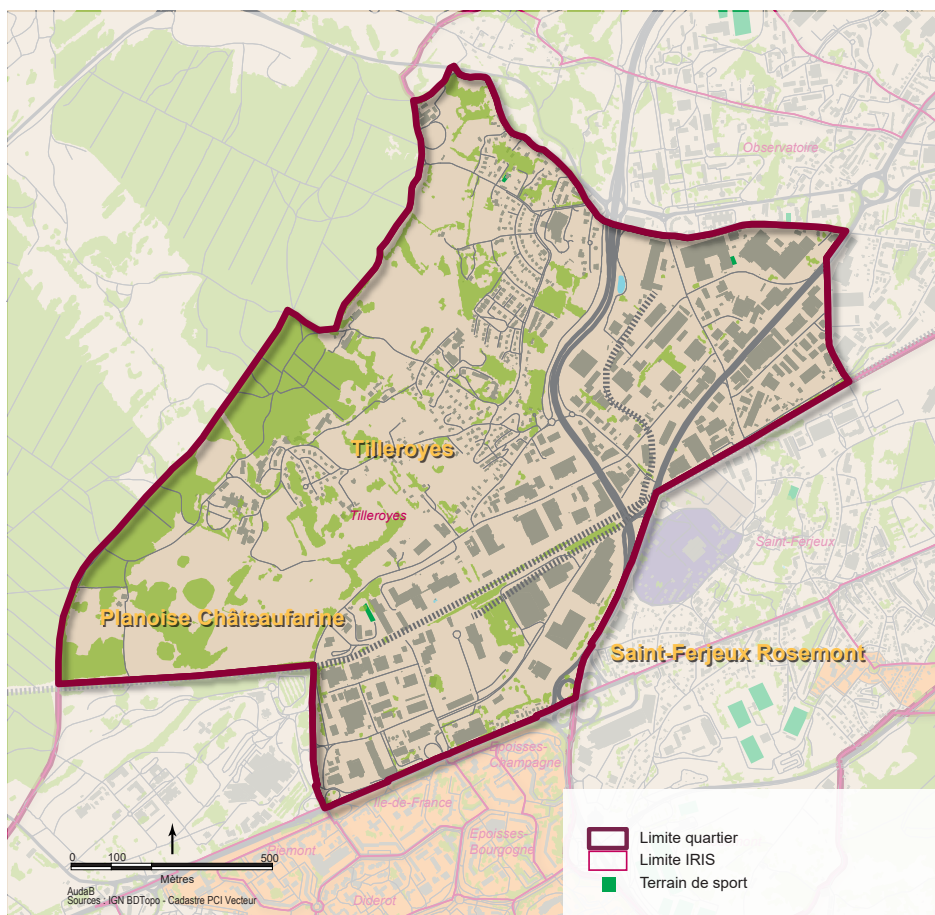 Observatoire
Tilleroyes
Tilleroyes
Saint-Ferjeux
Planoise Châteaufarine
Saint-Ferjeux Rosemont
Epoisses-
Champagne
Ile-de-France
Epoisses-
Bourgogne
Piemont
Diderot
0 100 500
Mètres
AudaB
Sources : IGN BDTopo - Cadastre PCI Vecteur
Limite quartier
Limite IRIS
Terrain de sport